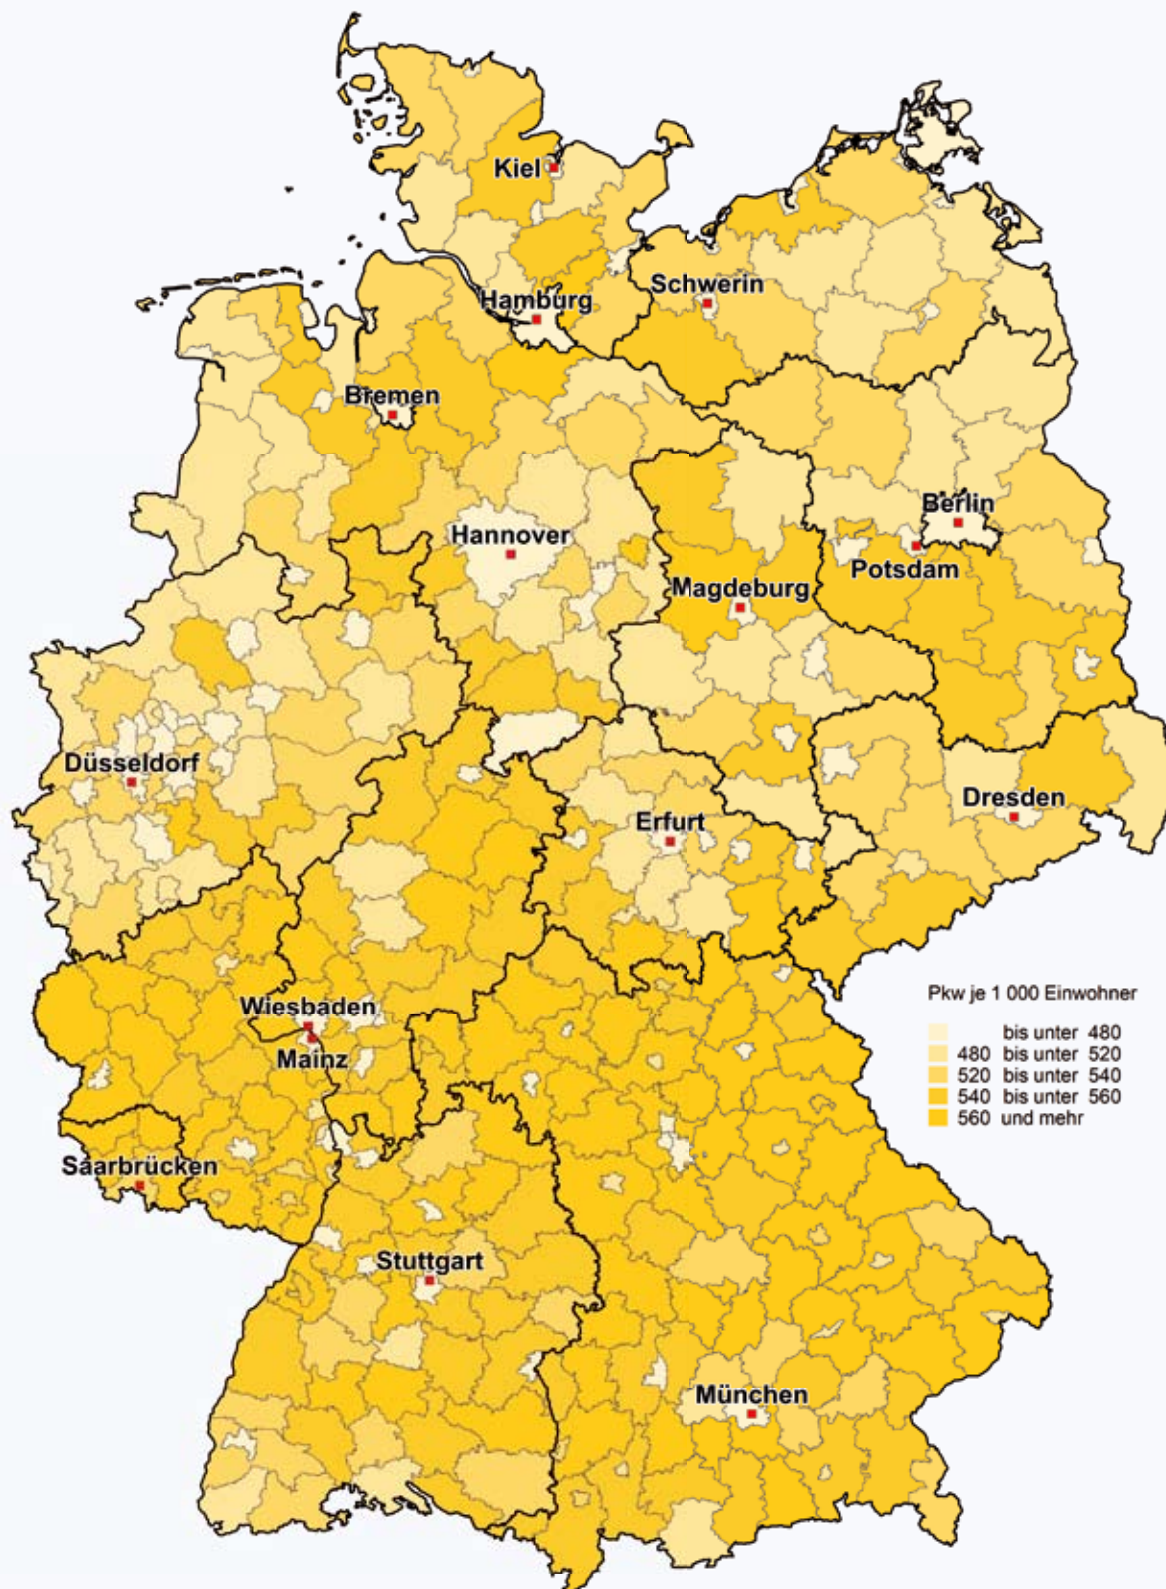 Kiel
Schwerin
Hamburg
Bremen
Berlin
Hannover
Potsdam
Magdeburg
Düsseldorf
Dresden
Erfurt
Wiesbaden
Mainz
Pkw je 1 000 Einwohner
bis unter 480
480 bis unter 520
520 bis unter 540
540 bis unter 560
560 und mehr
Saarbrücken
Stuttgart
München